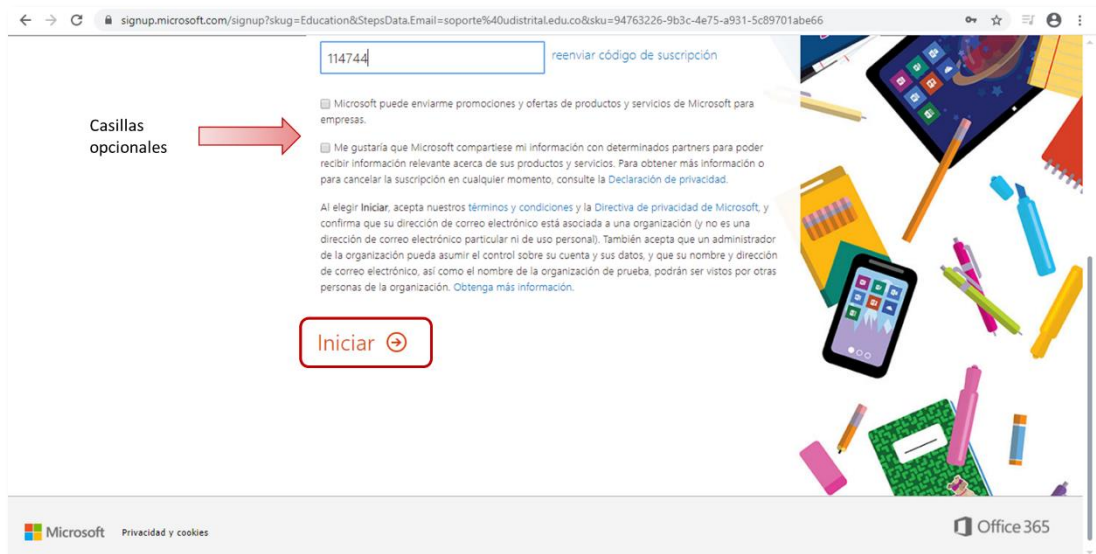 signup.microsoft.com/signup?skug=Education&StepsData.Email=soporte%40udistrital.edu.co&sku=94763226-9b3c-4e75-a931-5c89701abe66
114744
reenviar código de suscripción
Microsoft puede enviarme promociones y ofertas de productos y servicios de Microsoft para
empresas.
Casillas
opcionales
Me gustaría que Microsoft compartiese mi información con determinados partners para poder
recibir información relevante acerca de sus productos y servicios. Para obtener más información o
para cancelar la suscripción en cualquier momento, consulte la Declaración de privacidad.
Al elegir Iniciar, acepta nuestros términos y condiciones y la Directiva de privacidad de Microsoft, y
confirma que su dirección de correo electrónico está asociada a una organización (y no es una
dirección de correo electrónico particular ni de uso personal). También acepta que un administrador
de la organización pueda asumir el control sobre su cuenta y sus datos, y que su nombre y dirección
de correo electrónico, así como el nombre de la organización de prueba, podrán ser vistos por otras
personas de la organización. Obtenga más información.
Iniciar
Microsoft
Privacidad y cookies
Office 365